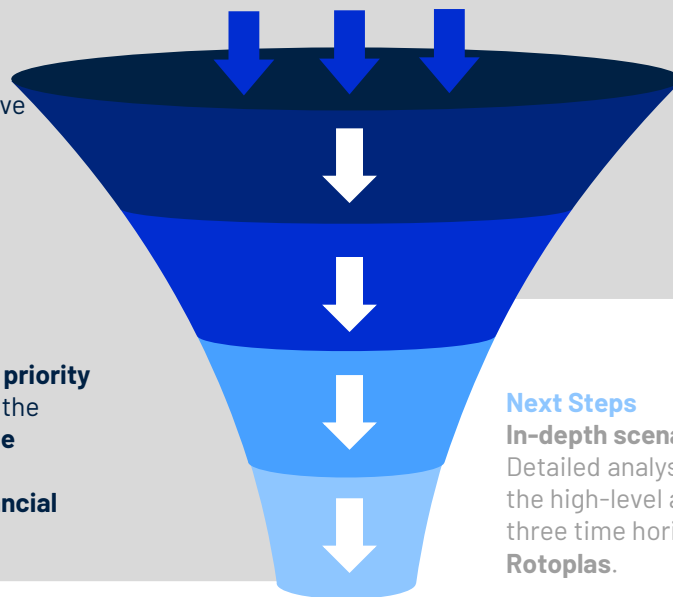 ve
priority
the
e
ncial
Next Steps
In-depth scena
Detailed analys
the high-level a
three time hori
Rotoplas.